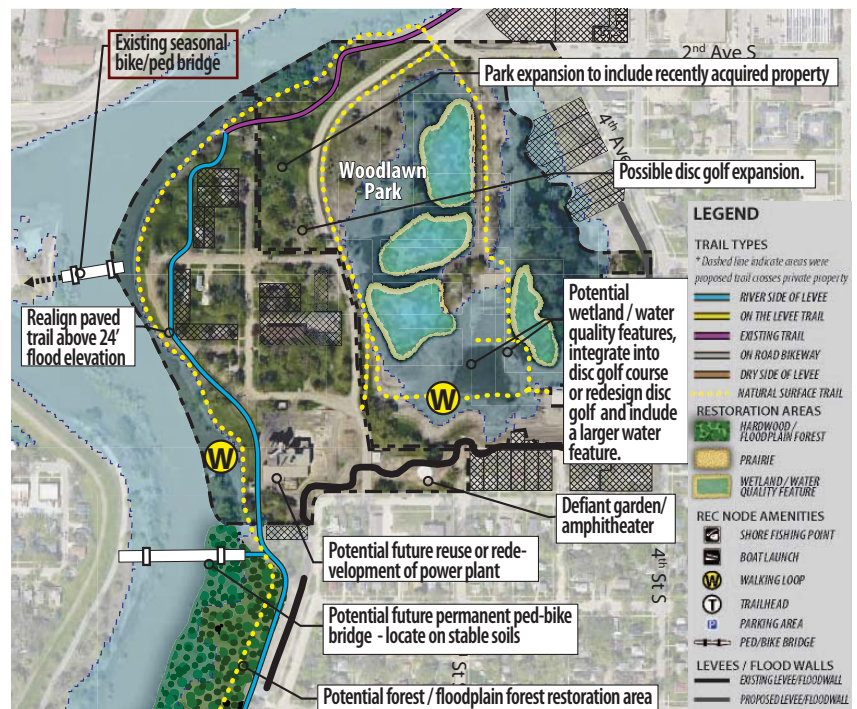 Existing seasonal
bike/ped bridge
2nd Ave S
Park expansion to include recently acquired property
4th Ave
Woodlawn
Park
Possible disc golf expansion.
Realign paved
trail above 24'
flood elevation
Potential
wetland / water
quality features,
integrate into
disc golf course
or redesign disc
golf and include
a larger water
feature.
W
W
Defiant garden/
amphitheater
Potential future reuse or rede-
velopment of power plant
4th St S
Potential future permanent ped-bike
bridge - locate on stable soils
St S
Potential forest / floodplain forest restoration area
LEGEND
TRAIL TYPES
* Dashed line indicate areas were
proposed trail crosses private property
RIVER SIDE OF LEVEE
ON THE LEVEE TRAIL
EXISTING TRAIL
ON ROAD BIKEWAY
DRY SIDE OF LEVEE
NATURAL SURFACE TRAIL
RESTORATION AREAS
HARDWOOD /
FLOODPLAIN FOREST
PRAIRIE
WETLAND / WATER
QUALITY FEATURE
REC NODE AMENITIES
SHORE FISHING POINT
BOAT LAUNCH
W WALKING LOOP
T TRAILHEAD
P PARKING AREA
PED/BIKE BRIDGE
LEVEES / FLOOD WALLS
EXISTING LEVEE/FLOODWALL
PROPOSED LEVEE/FLOODWALL